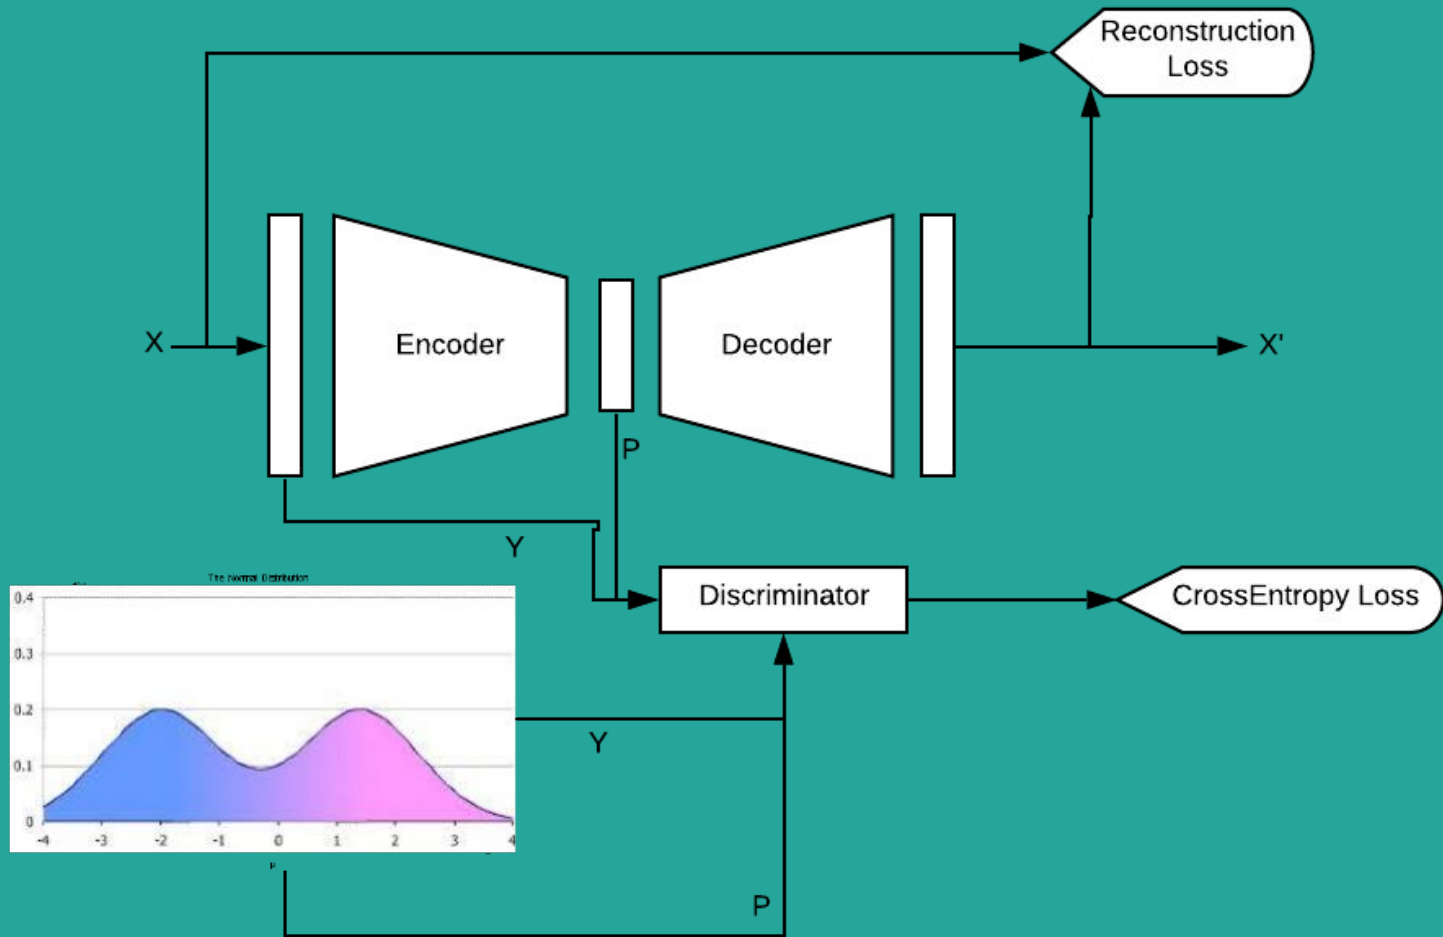 Reconstruction
Loss
X
Encoder
Decoder
X'
P
Y
The Normal Distribution
Discriminator
CrossEntropy Loss
0.4
0.3
0.2
0.1
0
-4 -3 -2 -1 0 1 2 3 4
Y
μ
P